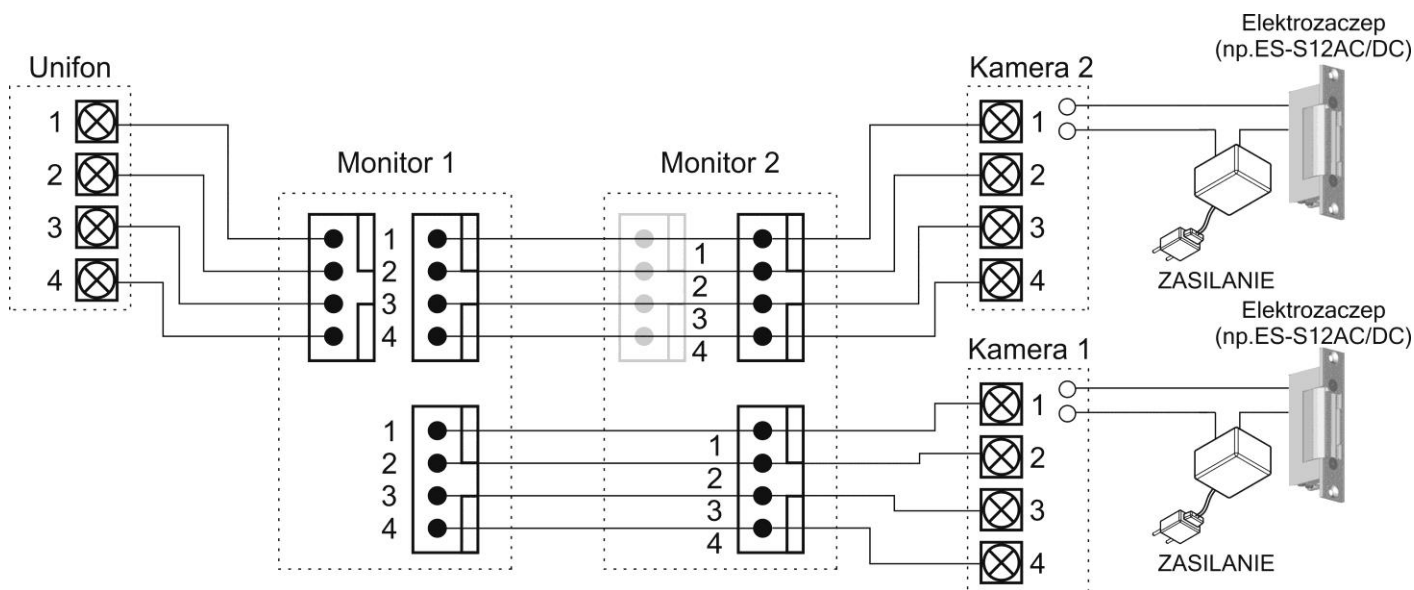 Elektrozaczep
(np.ES-S12AC/DC)
Unifon
Kamera 2
1
2
3
4
Monitor 1
Monitor 2
1
2
3
4
1
2
3
4
1
2
3
4
ZASILANIE
Elektrozaczep
(np.ES-S12AC/DC)
Kamera 1
1
2
3
4
1
2
3
4
1
2
3
4
ZASILANIE